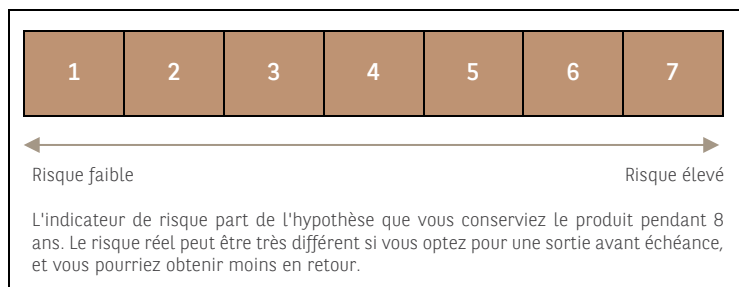 1 2 3 4 5 6 7
Risque faible Risque élevé
L'indicateur de risque part de l'hypothèse que vous conserviez le produit pendant 8
ans. Le risque réel peut être très différent si vous optez pour une sortie avant échéance,
et vous pourriez obtenir moins en retour.